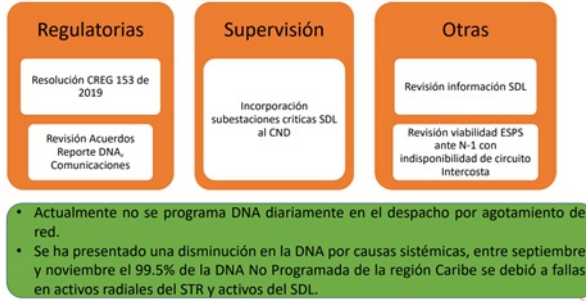 Regulatorias
Resolución CREG 153 de
2019
Revisión Acuerdos
Reporte DNA,
Comunicaciones
Supervisión
Incorporación
subestaciones criticas SDL
al CND
Otras
Revisión información SDL
Revisión viabilidad ESPS
ante N-1 con
indisponibilidad de circuito
Intercosta
• Actualmente no se programa DNA diariamente en el despacho por agotamiento de
red.
• Se ha presentado una disminución en la DNA por causas sistémicas, entre septiembre
y noviembre el 99.5% de la DNA No Programada de la región Caribe se debió a fallas
en activos radiales del STR y activos del SDL.